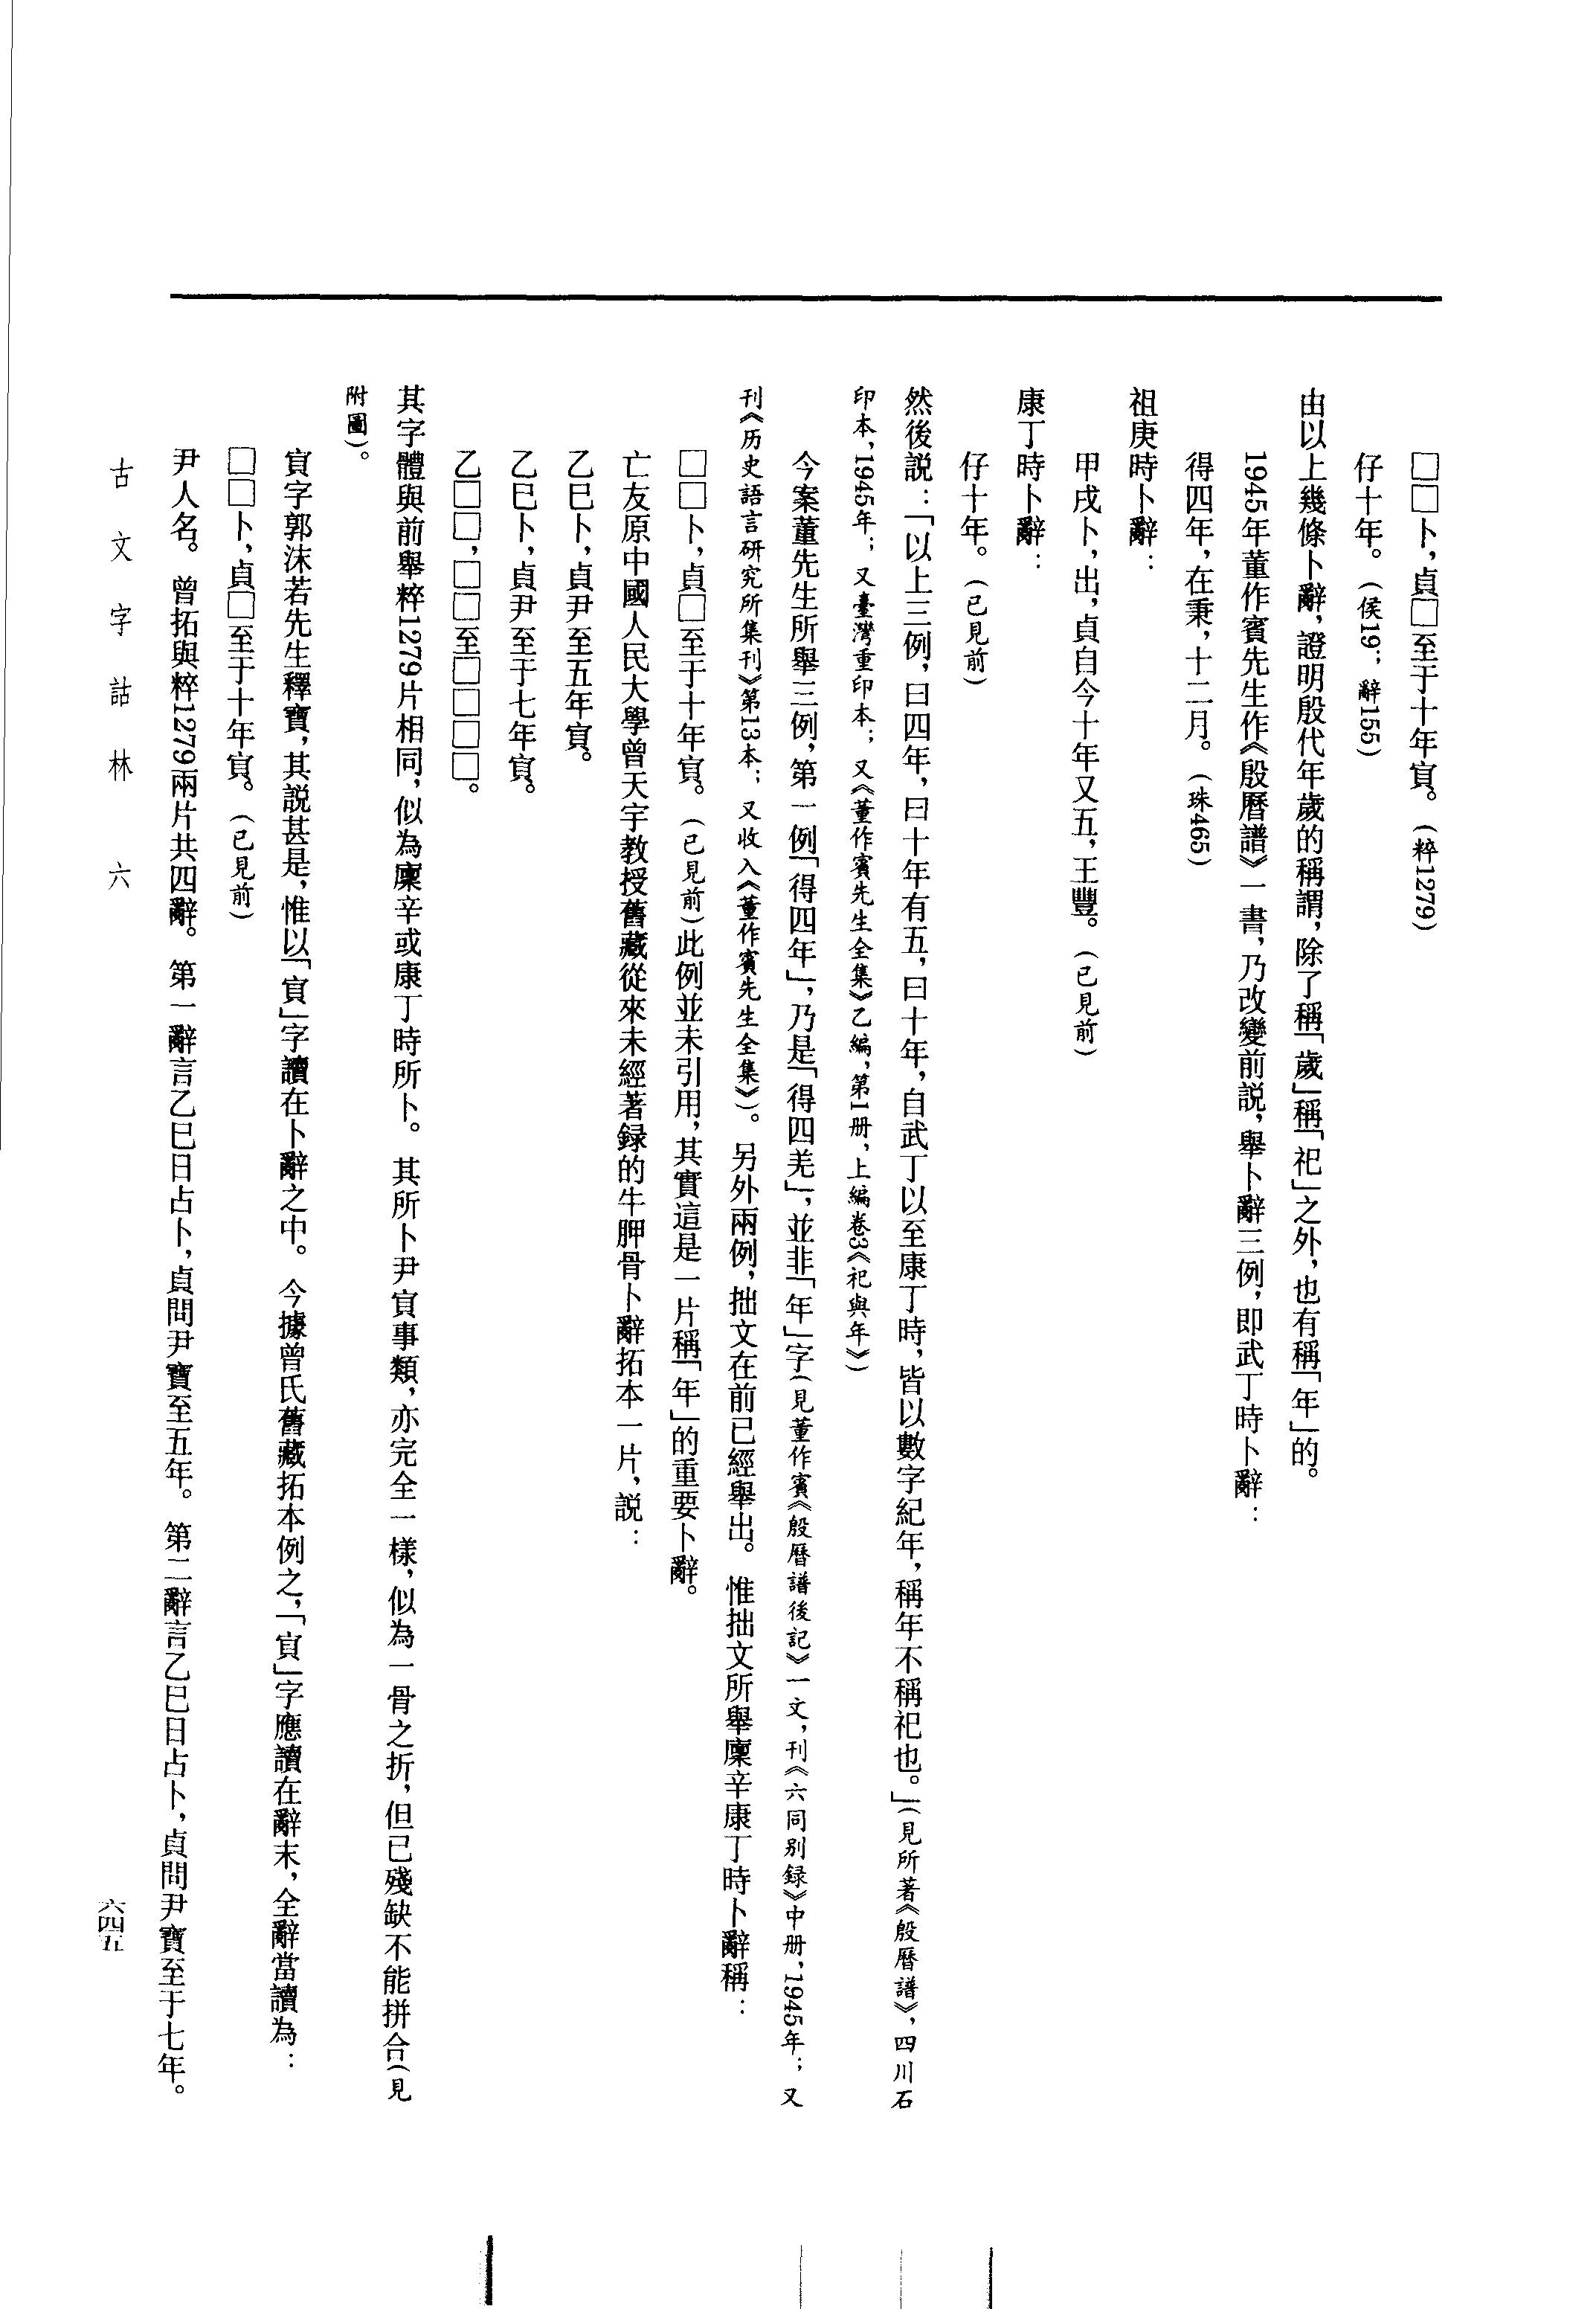 □□卜，貞□至于十年㝙。（粹1279）
仔十年。（侯19；辭155）
由以上幾條卜辭，證明殷代年歲的稱謂，除了稱「歲」稱「祀」之外，也有稱「年」的。
1945年董作賓先生作《殷曆譜》一書，乃改變前説，舉卜辭三例，即武丁時卜辭：
得四年，在秉，十二月。（珠465）
祖庚時卜辭：
甲戌卜，出，貞自今十年又五，王豐。（已見前）
康丁時卜辭：
仔十年。（已見前）
然後説：「以上三例，曰四年，曰十年有五，曰十年，自武丁以至康丁時，皆以數字紀年，稱年不稱祀也。」（見所著《殷曆譜》，四川石
印本，1945年；又臺灣重印本；又《董作賓先生全集》乙編，第1册，上編卷3《祀與年》）
今案董先生所舉三例，第一例「得四年」，乃是「得四羌」，並非「年」字（見董作賓《殷曆譜後記》一文，刊《六同别録》中册，1945年；又
刊《历史語言研究所集刊》第13本；又收入《董作賓先生全集》）。另外兩例，拙文在前已經舉出。惟拙文所舉廩辛康丁時卜辭稱：
□□卜，貞□至于十年㝙。（已見前）此例並未引用，其實這是一片稱「年」的重要卜辭。
亡友原中國人民大學曾天宇教授舊藏從來未經著録的牛胛骨卜辭拓本一片，説：
乙巳卜，貞尹至五年㝙。
乙巳卜，貞尹至于七年㝙。
乙□□，□□至□□□□。
其字體與前舉粹1279片相同，似為廩辛或康丁時所卜。其所卜尹㝙事類，亦完全一樣，似為一骨之折，但已殘缺不能拼合（見
附圖）。
㝙字郭沫若先生釋寶，其説甚是，惟以「㝙」字讀在卜辭之中。今據曾氏舊藏拓本例之，「㝙」字應讀在辭末，全辭當讀為：
□□卜，貞□至于十年㝙。（已見前）
尹人名。曾拓與粹1279兩片共四辭。第一辭言乙巳日占卜，貞問尹寶至五年。第二辭言乙巳日占卜，貞問尹寶至于七年。
古文字詁林 六
六四五